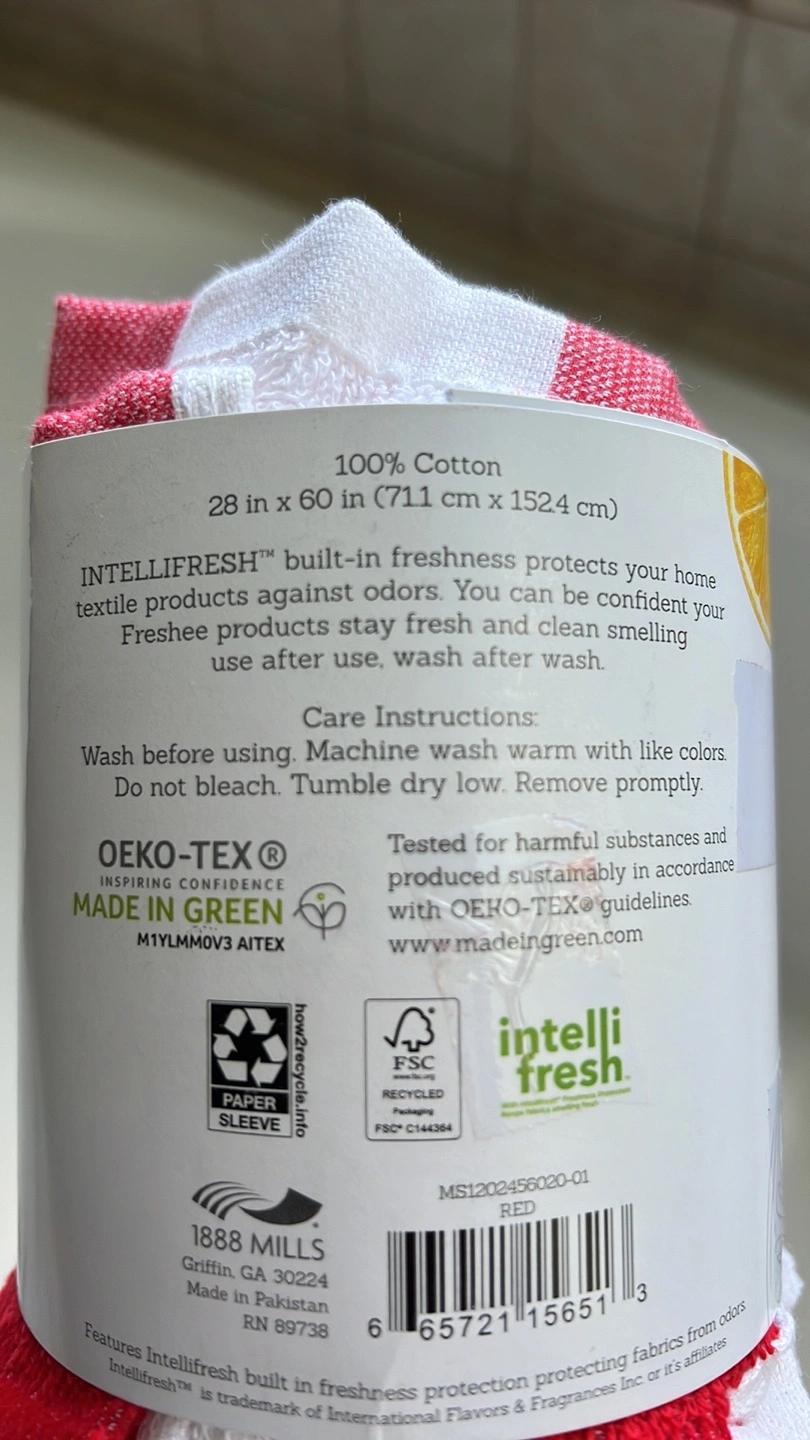 100% Cotton
28 in x 60 in (71.1 cm x 152.4 cm)
INTELLIFRESH™ built-in freshness protects your home
textile products against odors. You can be confident your
Freshee products stay fresh and clean smelling
use after use, wash after wash.
Care Instructions:
Wash before using. Machine wash warm with like colors.
Do not bleach. Tumble dry low. Remove promptly.
OEKO-TEX®
INSPIRING CONFIDENCE
MADE IN GREEN
M1YLMM0V3 AITEX
Tested for harmful substances and
produced sustainably in accordance
with OEKO-TEX® guidelines.
www.madeingreen.com
PAPER
SLEEVE
how2recycle.info
FSC
www.fsc.org
RECYCLED
Packaging
FSC® C144364
intelli
fresh™
1888 MILLS
Griffin, GA 30224
Made in Pakistan
RN 89738
MS1202456020-01
RED
6 65721 15651 3
Features Intellifresh built in freshness protection protecting fabrics from odors
Intellifresh™ is trademark of International Flavors & Fragrances Inc. or it's affiliates